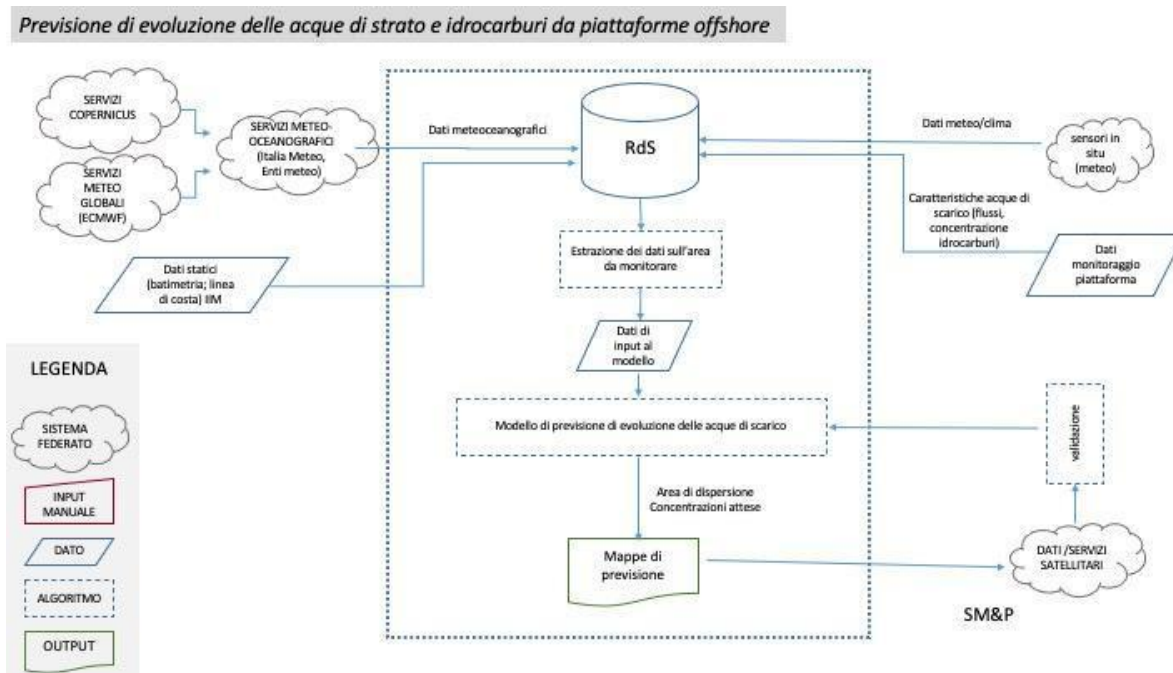 Previsione di evoluzione delle acque di strato e idrocarburi da piattaforme offshore
SERVIZI
COPERNICUS
SERVIZI METEO-
OCEANOGRAFICI
(Italia Meteo,
Enti meteo)
SERVIZI
METEO
GLOBALI
(ECMWF)
Dati meteoceanografici
RdS
Dati meteo/clima
sensori in
situ
(meteo)
Caratteristiche acque di
scarico (flussi,
concentrazione
idrocarburi)
Dati
monitoraggio
piattaforma
Dati statici
(batimetria; linea
di costa) IIM
Estrazione dei dati sull'area
da monitorare
Dati di
input al
modello
Modello di previsione di evoluzione delle acque di scarico
validazione
Area di dispersione
Concentrazioni attese
Mappe di
previsione
DATI /SERVIZI
SATELLITARI
SM&P
LEGENDA
SISTEMA
FEDERATO
INPUT
MANUALE
DATO
ALGORITMO
OUTPUT